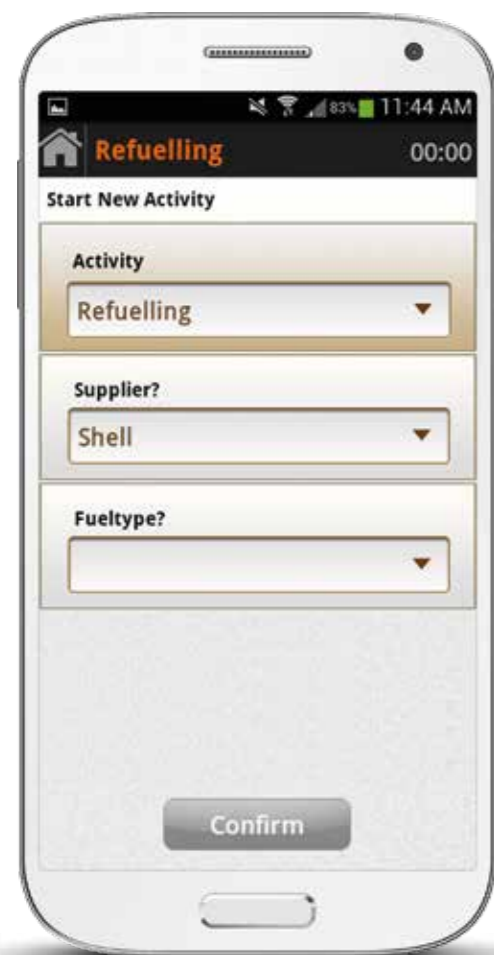 83% 11:44 AM
Refuelling 00:00
Start New Activity
Activity
Refuelling
Supplier?
Shell
Fueltype?
Confirm